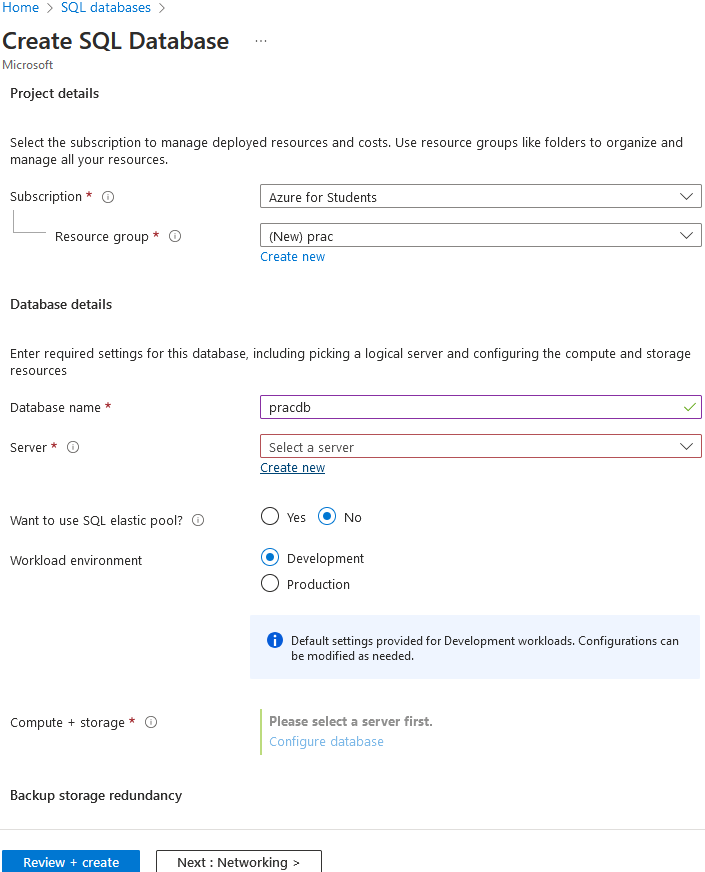 Home > SQL databases >
Create SQL Database ...
Microsoft
Project details
Select the subscription to manage deployed resources and costs. Use resource groups like folders to organize and
manage all your resources.
Subscription * Azure for Students
Resource group * (New) prac
Create new
Database details
Enter required settings for this database, including picking a logical server and configuring the compute and storage
resources
Database name * pracdb
Server * Select a server
Create new
Want to use SQL elastic pool? Yes No
Workload environment Development
Production
Default settings provided for Development workloads. Configurations can
be modified as needed.
Compute + storage * Please select a server first.
Configure database
Backup storage redundancy
Review + create Next : Networking >